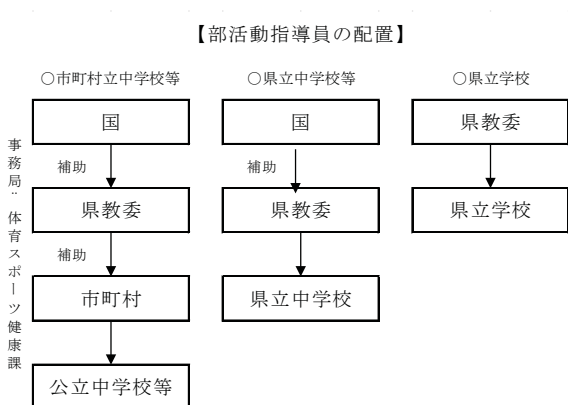 【部活動指導員の配置】
○市町村立中学校等
国
補助
県教委
補助
市町村
公立中学校等
○県立中学校等
国
補助
県教委
県立中学校
○県立学校
県教委
県立学校
事務局:体育スポーツ健康課